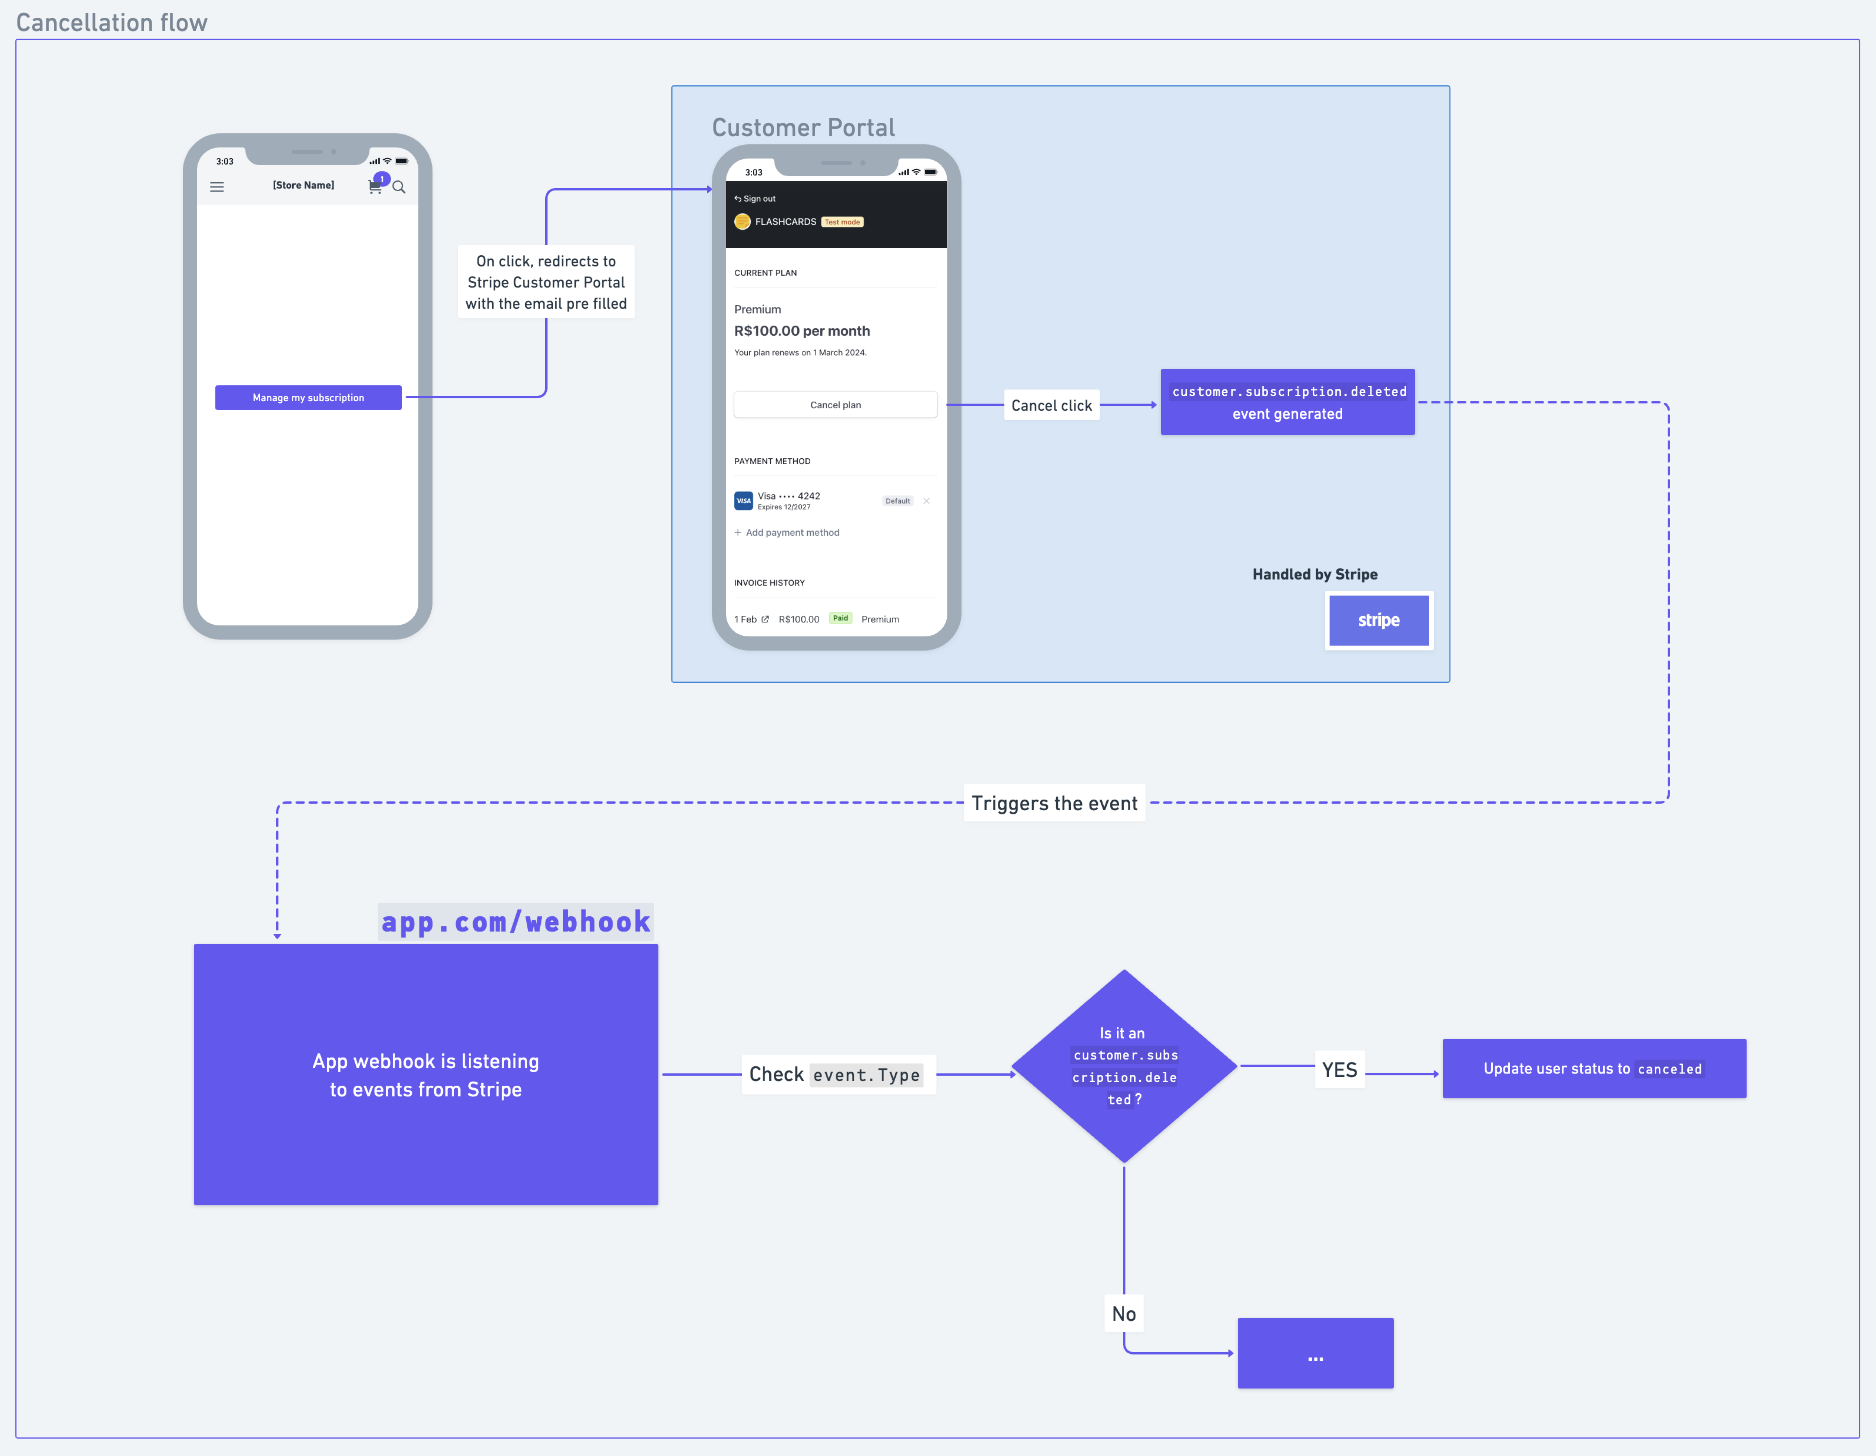 Cancellation flow
3:03
[Store Name]
1
Manage my subscription
On click, redirects to
Stripe Customer Portal
with the email pre filled
Customer Portal
3:03
Sign out
FLASHCARDS Test mode
CURRENT PLAN
Premium
R$100.00 per month
Your plan renews on 1 March 2024.
Cancel plan
PAYMENT METHOD
VISA Visa •••• 4242 Default
Expires 12/2027
+ Add payment method
INVOICE HISTORY
1 Feb R$100.00 Paid Premium
Cancel click
customer.subscription.deleted
event generated
Handled by Stripe
stripe
Triggers the event
app.com/webhook
App webhook is listening
to events from Stripe
Check event.Type
Is it an
customer.subs
cription.dele
ted?
YES
Update user status to canceled
No
...